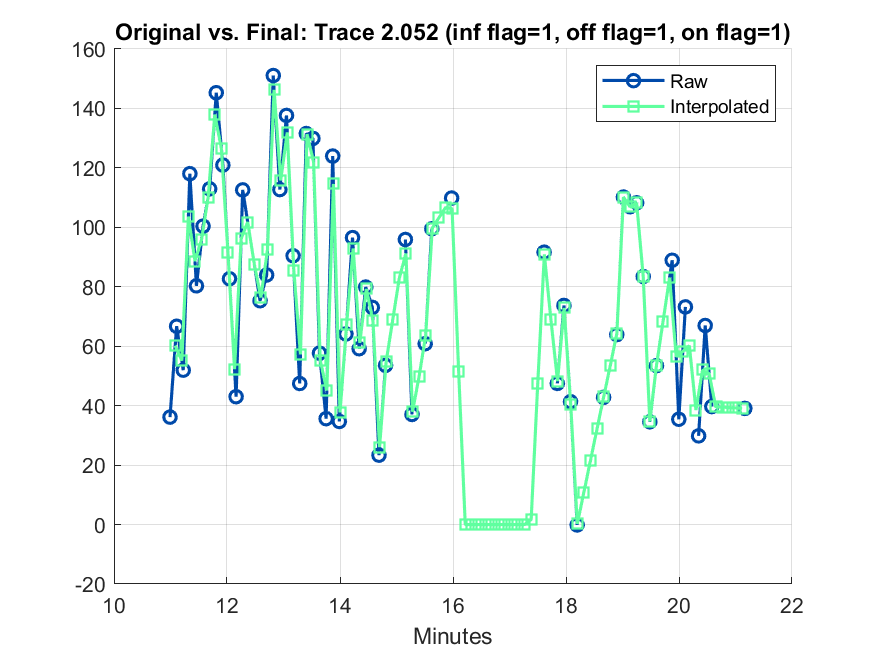 Original vs. Final: Trace 2.052 (inf flag=1, off flag=1, on flag=1)
160
140
120
100
80
60
40
20
0
-20
Raw
Interpolated
10 12 14 16 18 20 22
Minutes